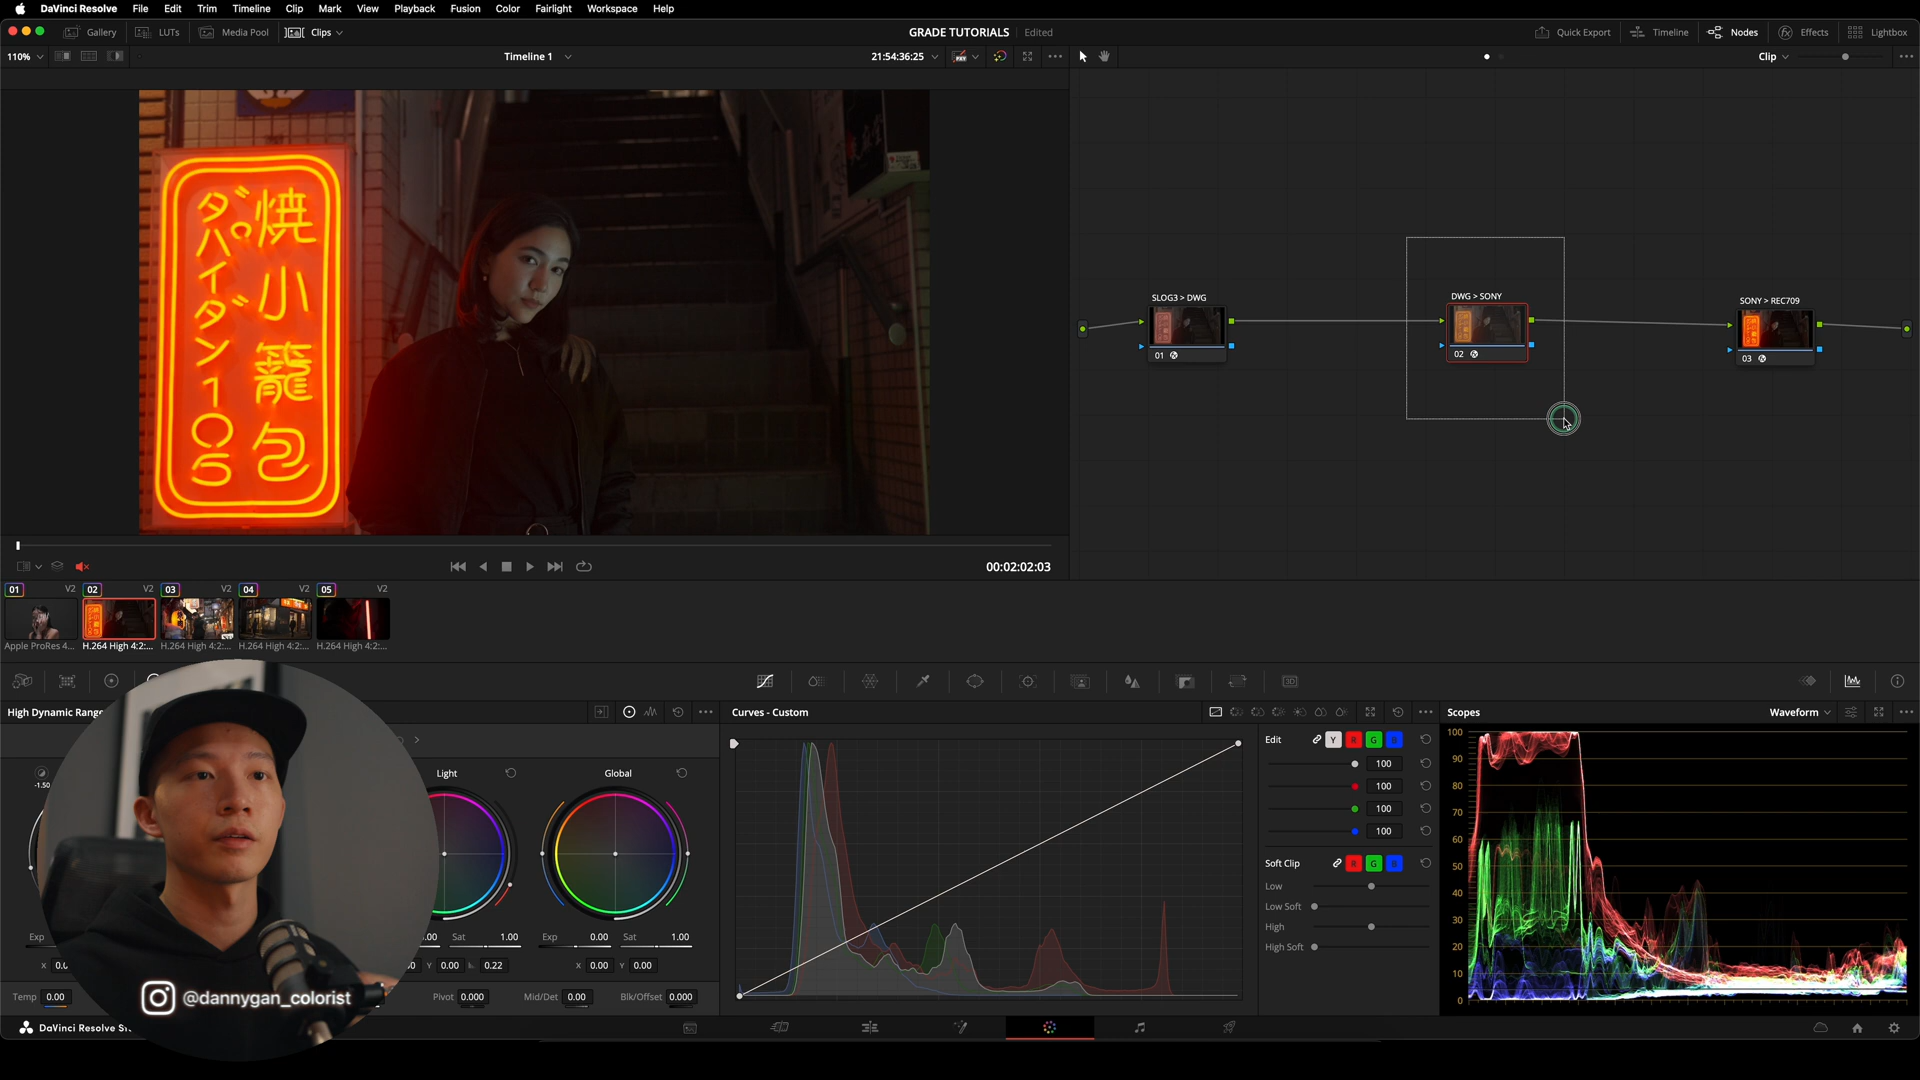 DaVinci Resolve File Edit Trim Timeline Clip Mark View Playback Fusion Color Fairlight Workspace Help
Gallery LUTs Media Pool Clips GRADE TUTORIALS Edited Quick Export Timeline Nodes Effects Lightbox
110% Timeline 1 21:54:36:25 Clip
焼小籠包
ダパイダン105
SLOG3 > DWG
01
DWG > SONY
02
SONY > REC709
03
00:02:02:03
01 V2 02 V2 03 V2 04 V2 05 V2
Apple ProRes 4... H.264 High 4:2:... H.264 High 4:2:... H.264 High 4:2:... H.264 High 4:2:...
High Dynamic Range Curves - Custom Scopes Waveform
-1.50
Light Global
Edit Y R G B
100
100
100
100
Soft Clip R G B
Low
Low Soft
High
High Soft
Exp Sat 1.00 Exp 0.00 Sat 1.00
X Y 0.00 0.22 X 0.00 Y 0.00
Temp 0.00 Pivot 0.000 Mid/Det 0.00 Blk/Offset 0.000
100
90
80
70
60
50
40
30
20
10
0
@dannygan_colorist
DaVinci Resolve